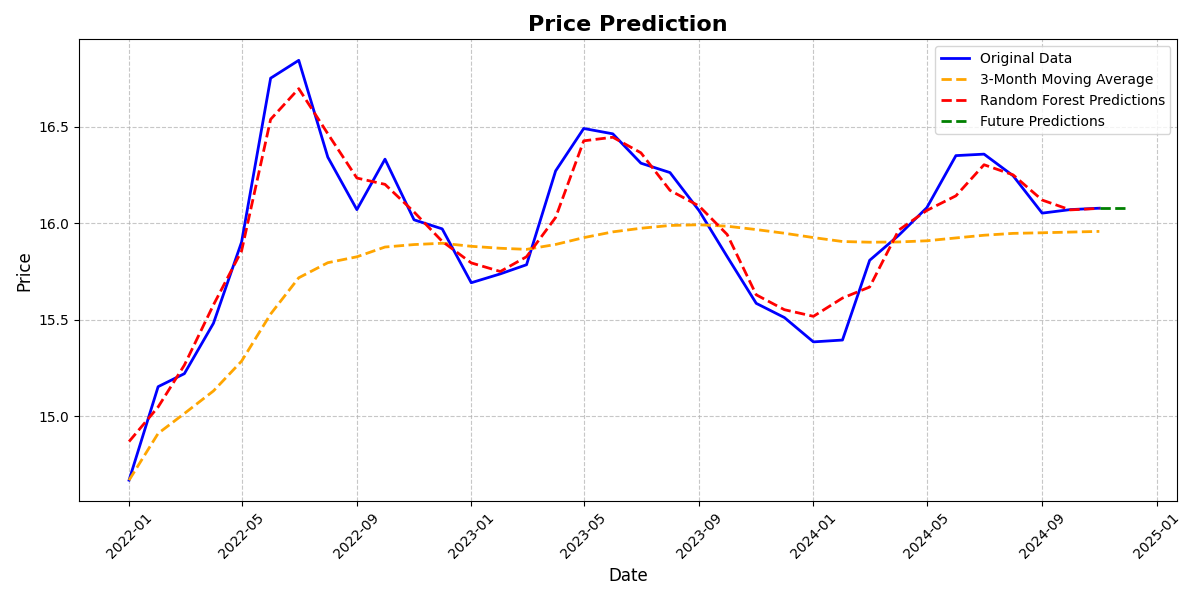 Price Prediction
Original Data
3-Month Moving Average
Random Forest Predictions
Future Predictions
Price
16.5
16.0
15.5
15.0
2022-01
2022-05
2022-09
2023-01
2023-05
2023-09
2024-01
2024-05
2024-09
2025-01
Date